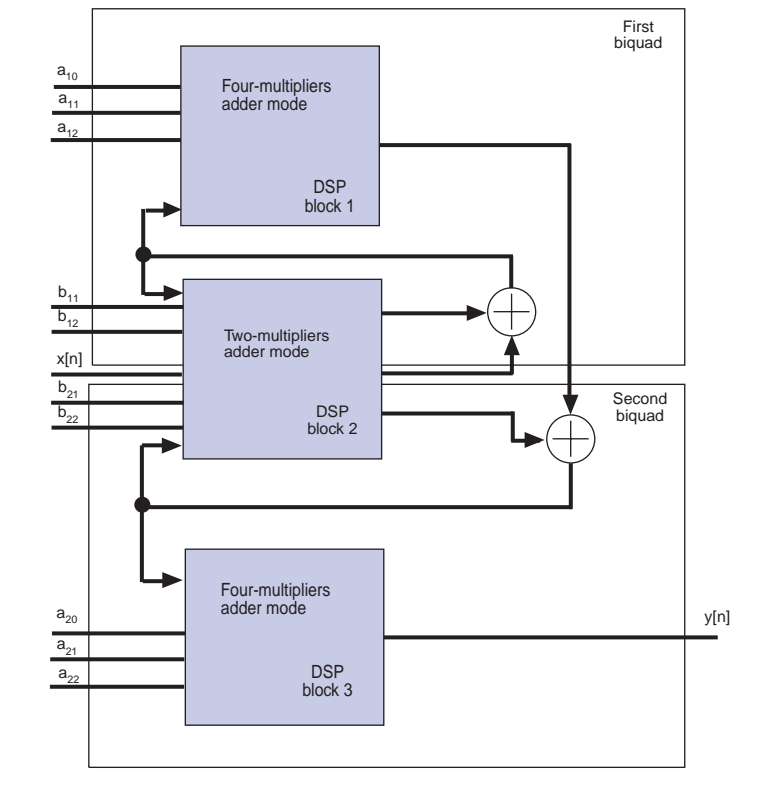 First
biquad
a10
a11
a12
Four-multipliers
adder mode
DSP
block 1
b11
b12
x[n]
b21
b22
Two-multipliers
adder mode
DSP
block 2
Second
biquad
Four-multipliers
adder mode
DSP
block 3
a20
a21
a22
y[n]